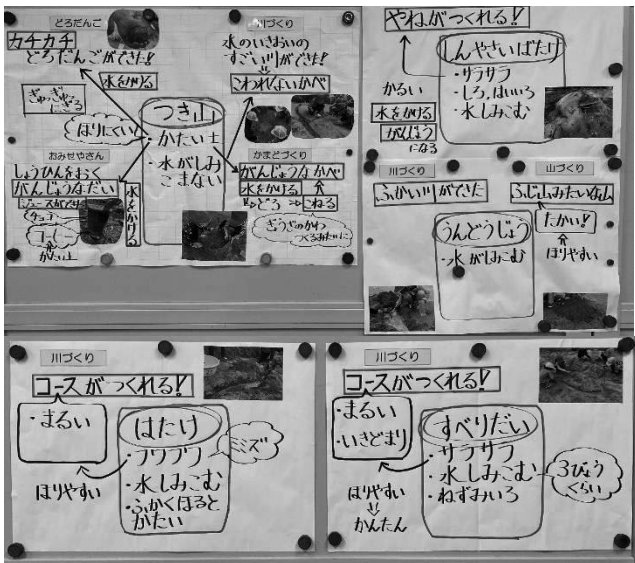 どろだんご
カチカチ
どろだんごができた!
水をかける
ぎゅっぎゅっ
にぎる
川づくり
水のいきおいの
すごい川ができた!
こわれないかべ
つき山
・かたい土
・水がしみ
こまない
ほりにくい
おみせやさん
しょうひんをおく
がんじょうなだい
かたい土
水をかける
かまどづくり
がんじょうなかべ
水をかける
どろ
こねる
やねがつくれる!
かるい
水をかける
がんじょう
になる
しんやさいばたけ
・サラサラ
・しろ、はいいろ
・水しみこむ
川づくり
ふかい川ができた
うんどうじょう
・水がしみこむ
山づくり
ふじ山みたいな山
たかい!
ほりやすい
川づくり
コースがつくれる!
・まるい
ほりやすい
はたけ
・フワフワ
・水しみこむ
・ふかくほると
かたい
ミミズ
川づくり
コースがつくれる!
・まるい
・いきどまり
ほりやすい
かんたん
すべりだい
・サラサラ
・水しみこむ
・ねずみいろ
3びょう
くらい